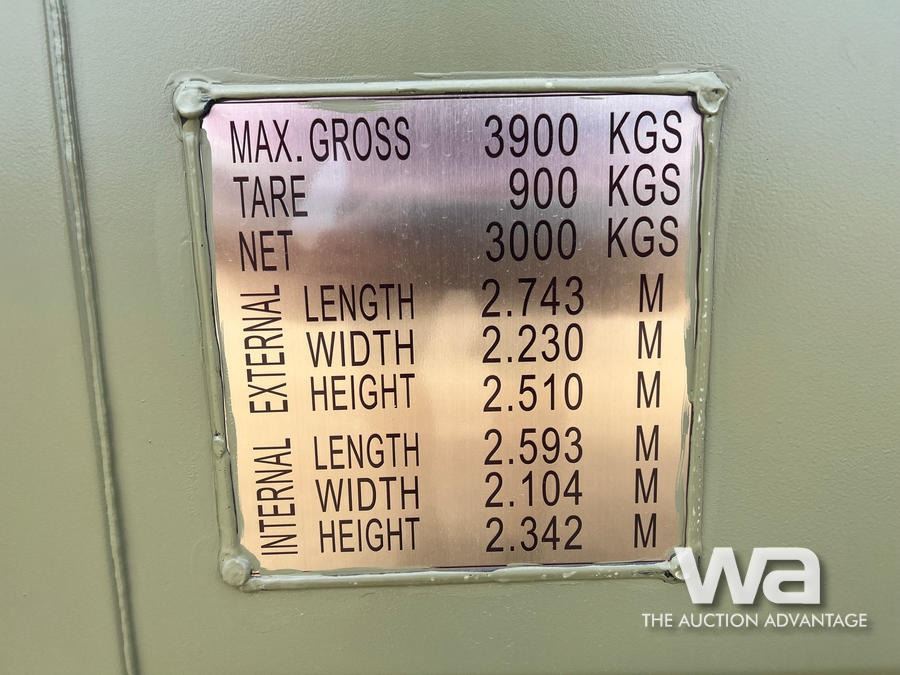 MAX. GROSS 3900 KGS
TARE 900 KGS
NET 3000 KGS
EXTERNAL
LENGTH 2.743 M
WIDTH 2.230 M
HEIGHT 2.510 M
INTERNAL
LENGTH 2.593 M
WIDTH 2.104 M
HEIGHT 2.342 M
wa
THE AUCTION ADVANTAGE